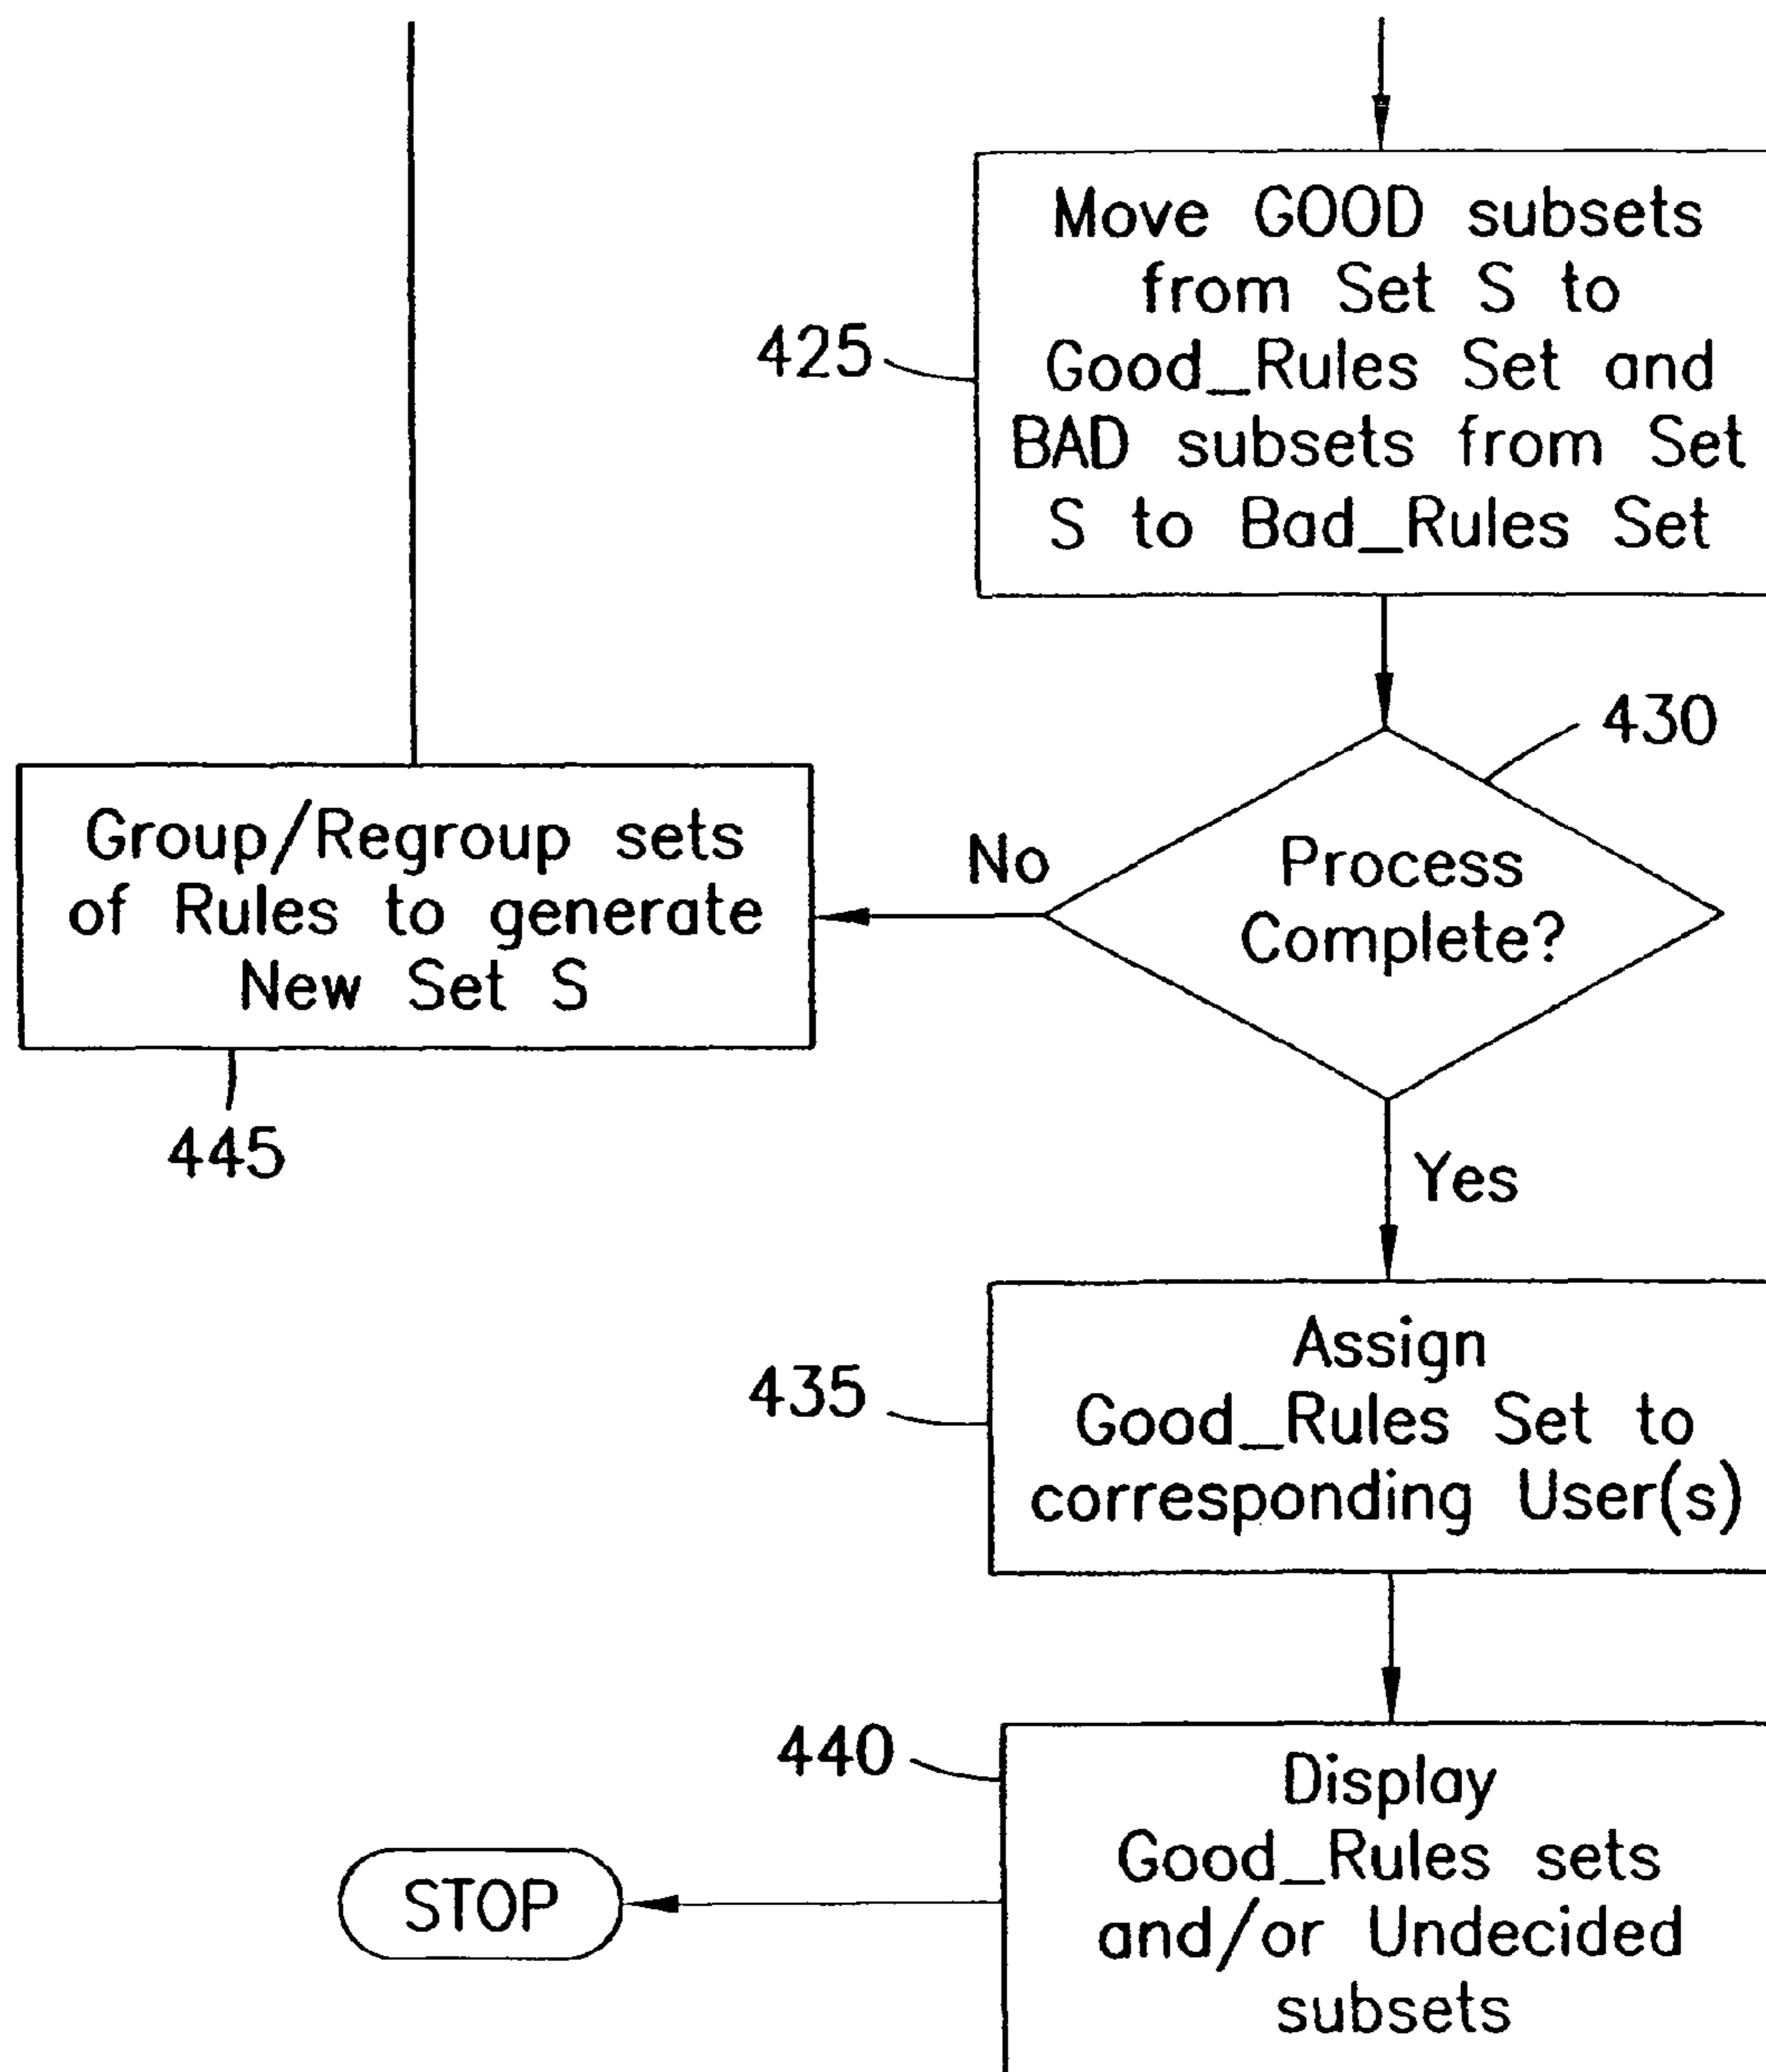 Move GOOD subsets
from Set S to
Good_Rules Set and
BAD subsets from Set
S to Bad_Rules Set
425
430
Process
Complete?
No
Group/Regroup sets
of Rules to generate
New Set S
445
Yes
Assign
Good_Rules Set to
corresponding User(s)
435
440
Display
Good_Rules sets
and/or Undecided
subsets
STOP